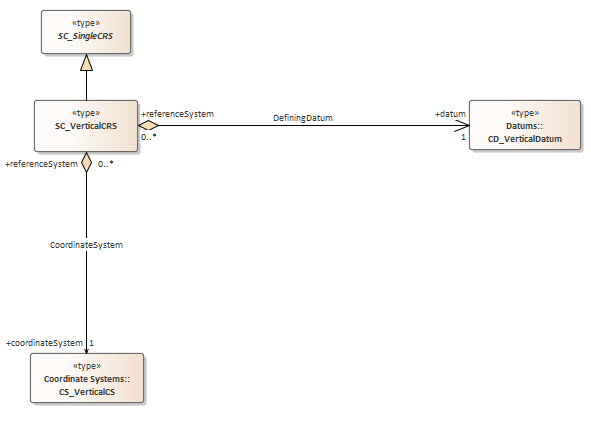 «type»
SC_SingleCRS
«type»
SC_VerticalCRS
+referenceSystem
0..*
DefiningDatum
+datum
1
«type»
Datums::
CD_VerticalDatum
+referenceSystem
0..*
CoordinateSystem
+coordinateSystem
1
«type»
Coordinate Systems::
CS_VerticalCS